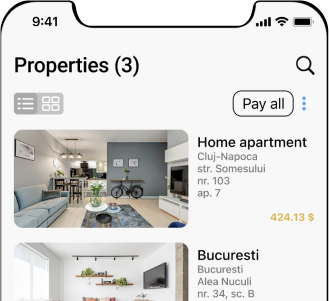 9:41
Properties (3)
Pay all
Home apartment
Cluj-Napoca
str. Somesului
nr. 103
ap. 7
424.13 $
Bucuresti
Bucuresti
Alea Nuculi
nr. 34, sc. B